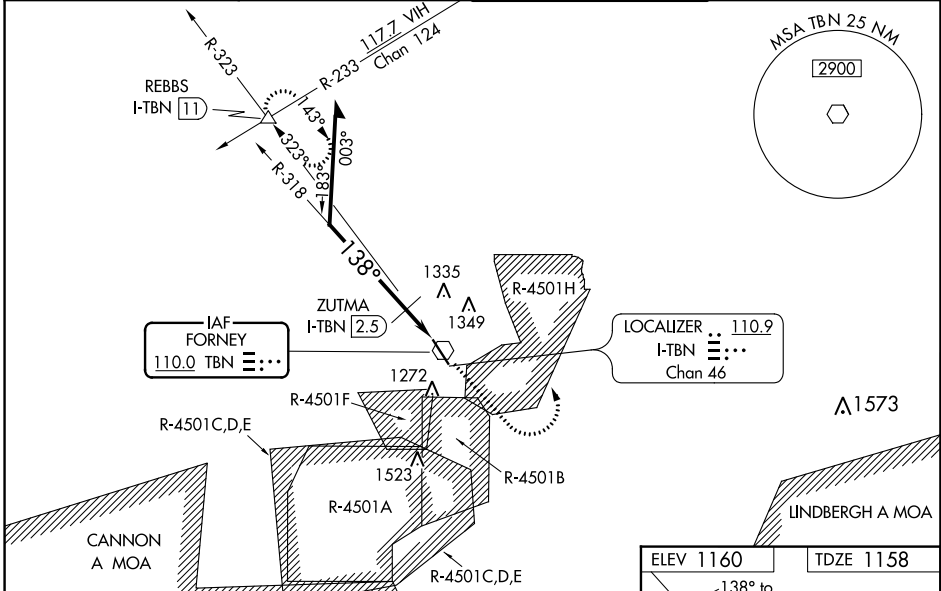 MSA TBN 25 NM
2900
R-323
117.7 VIH
R-233
Chan 124
REBBS
I-TBN 11
143°
323°
003°
183°
R-318
138°
1335
1349
R-4501H
ZUTMA
I-TBN 2.5
IAF
FORNEY
110.0 TBN
LOCALIZER 110.9
I-TBN
Chan 46
1272
R-4501F
1573
R-4501C,D,E
1523
R-4501B
R-4501A
LINDBERGH A MOA
CANNON
A MOA
R-4501C,D,E
ELEV 1160
TDZE 1158
138° to